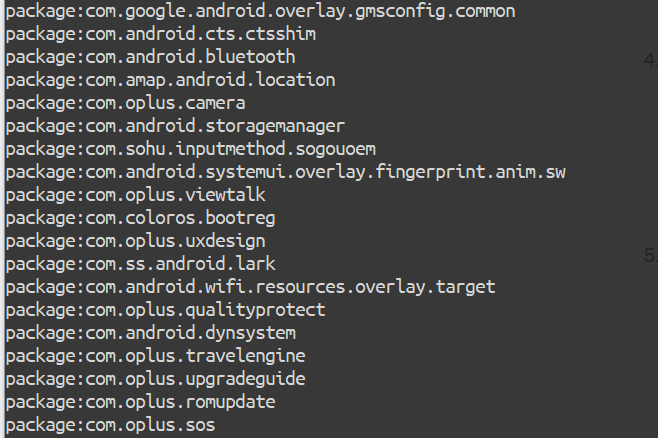 package:com.google.android.overlay.gmsconfig.common
package:com.android.cts.ctsshim
package:com.android.bluetooth
package:com.amap.android.location
package:com.oplus.camera
package:com.android.storagemanager
package:com.sohu.inputmethod.sogouoem
package:com.android.systemui.overlay.fingerprint.anim.sw
package:com.oplus.viewtalk
package:com.coloros.bootreg
package:com.oplus.uxdesign
package:com.ss.android.lark
package:com.android.wifi.resources.overlay.target
package:com.oplus.qualityprotect
package:com.android.dynsystem
package:com.oplus.travelengine
package:com.oplus.upgradeguide
package:com.oplus.romupdate
package:com.oplus.sos
4.
5.